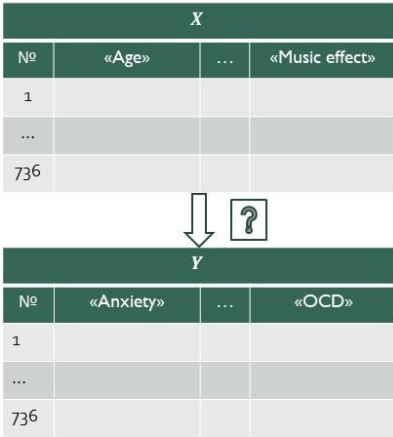 X
№ «Age» … «Music effect»
1
...
736
?
Y
№ «Anxiety» … «OCD»
1
...
736